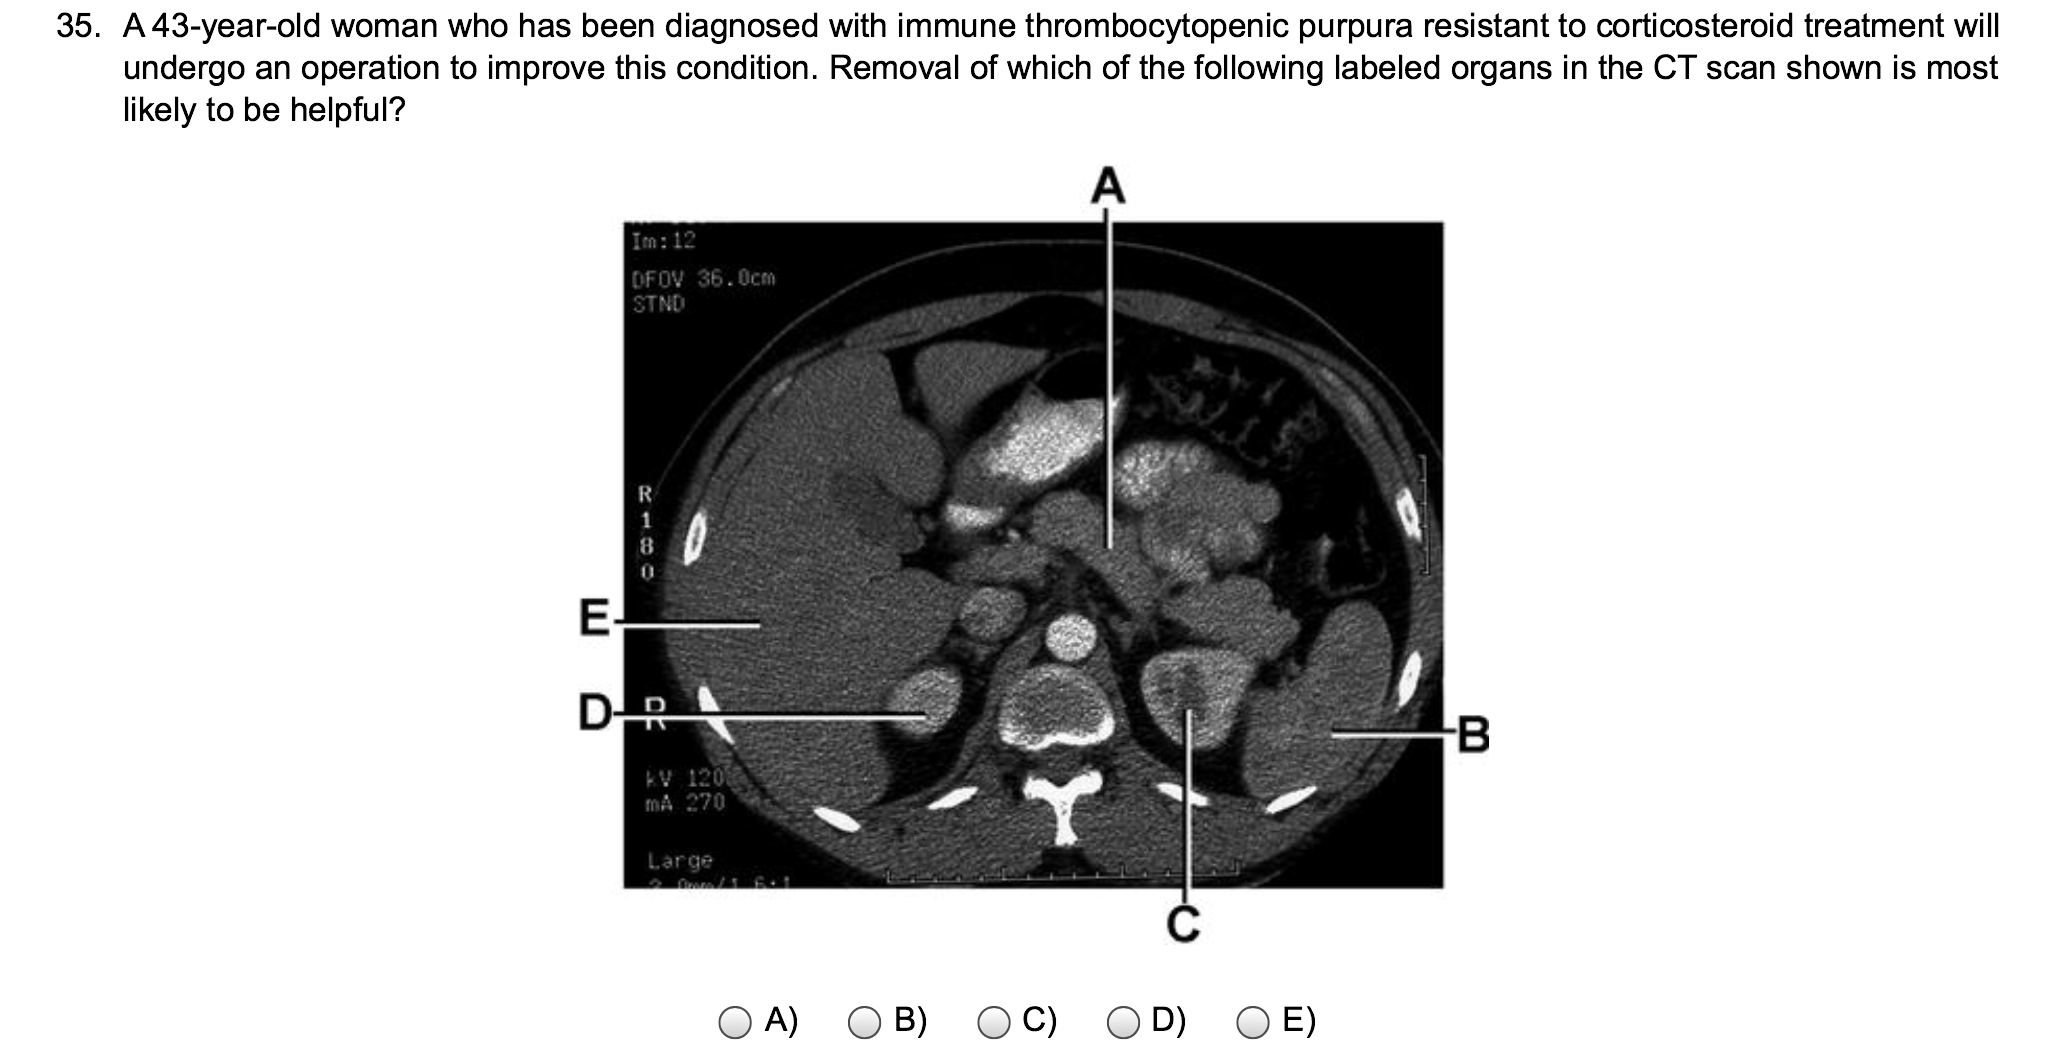 35. A 43-year-old woman who has been diagnosed with immune thrombocytopenic purpura resistant to corticosteroid treatment will
undergo an operation to improve this condition. Removal of which of the following labeled organs in the CT scan shown is most
likely to be helpful?
A
Im:12
DFOV 36.0cm
STND
R
1
8
0
E
D
R
B
kV 120
mA 270
Large
C
A) B) C) D) E)